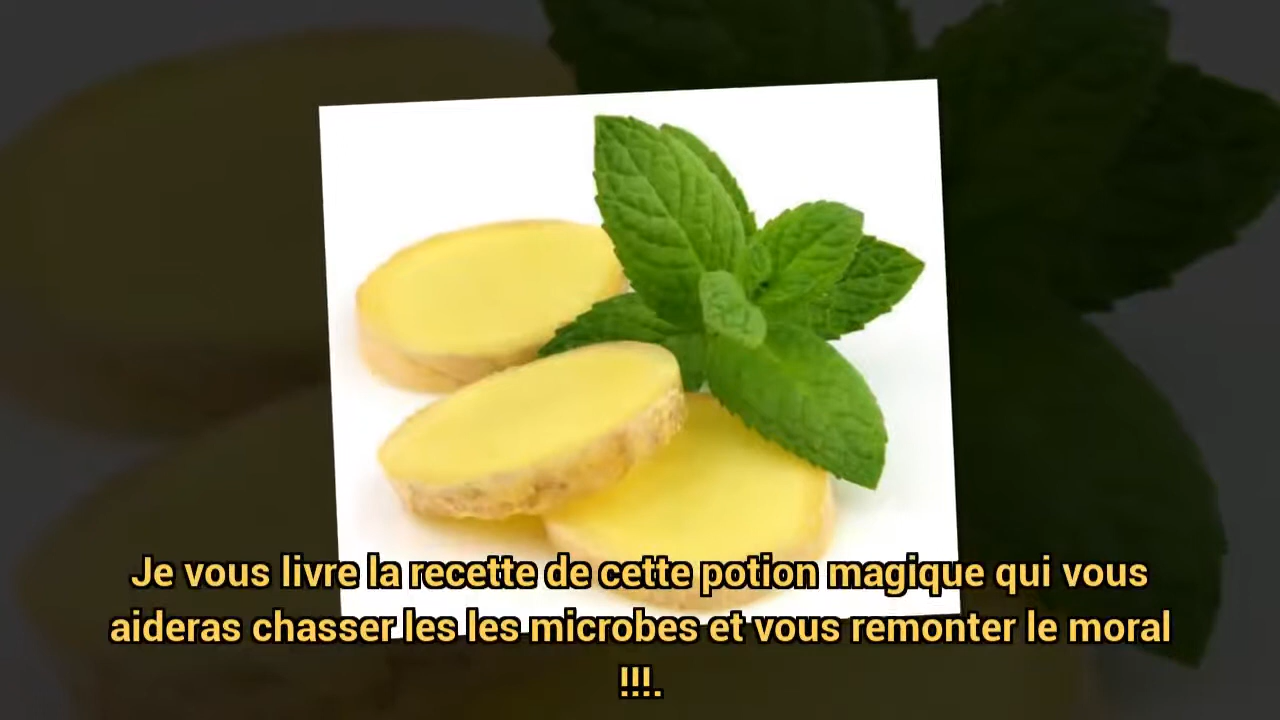 Je vous livre la recette de cette potion magique qui vous
aideras chasser les les microbes et vous remonter le moral
!!!.